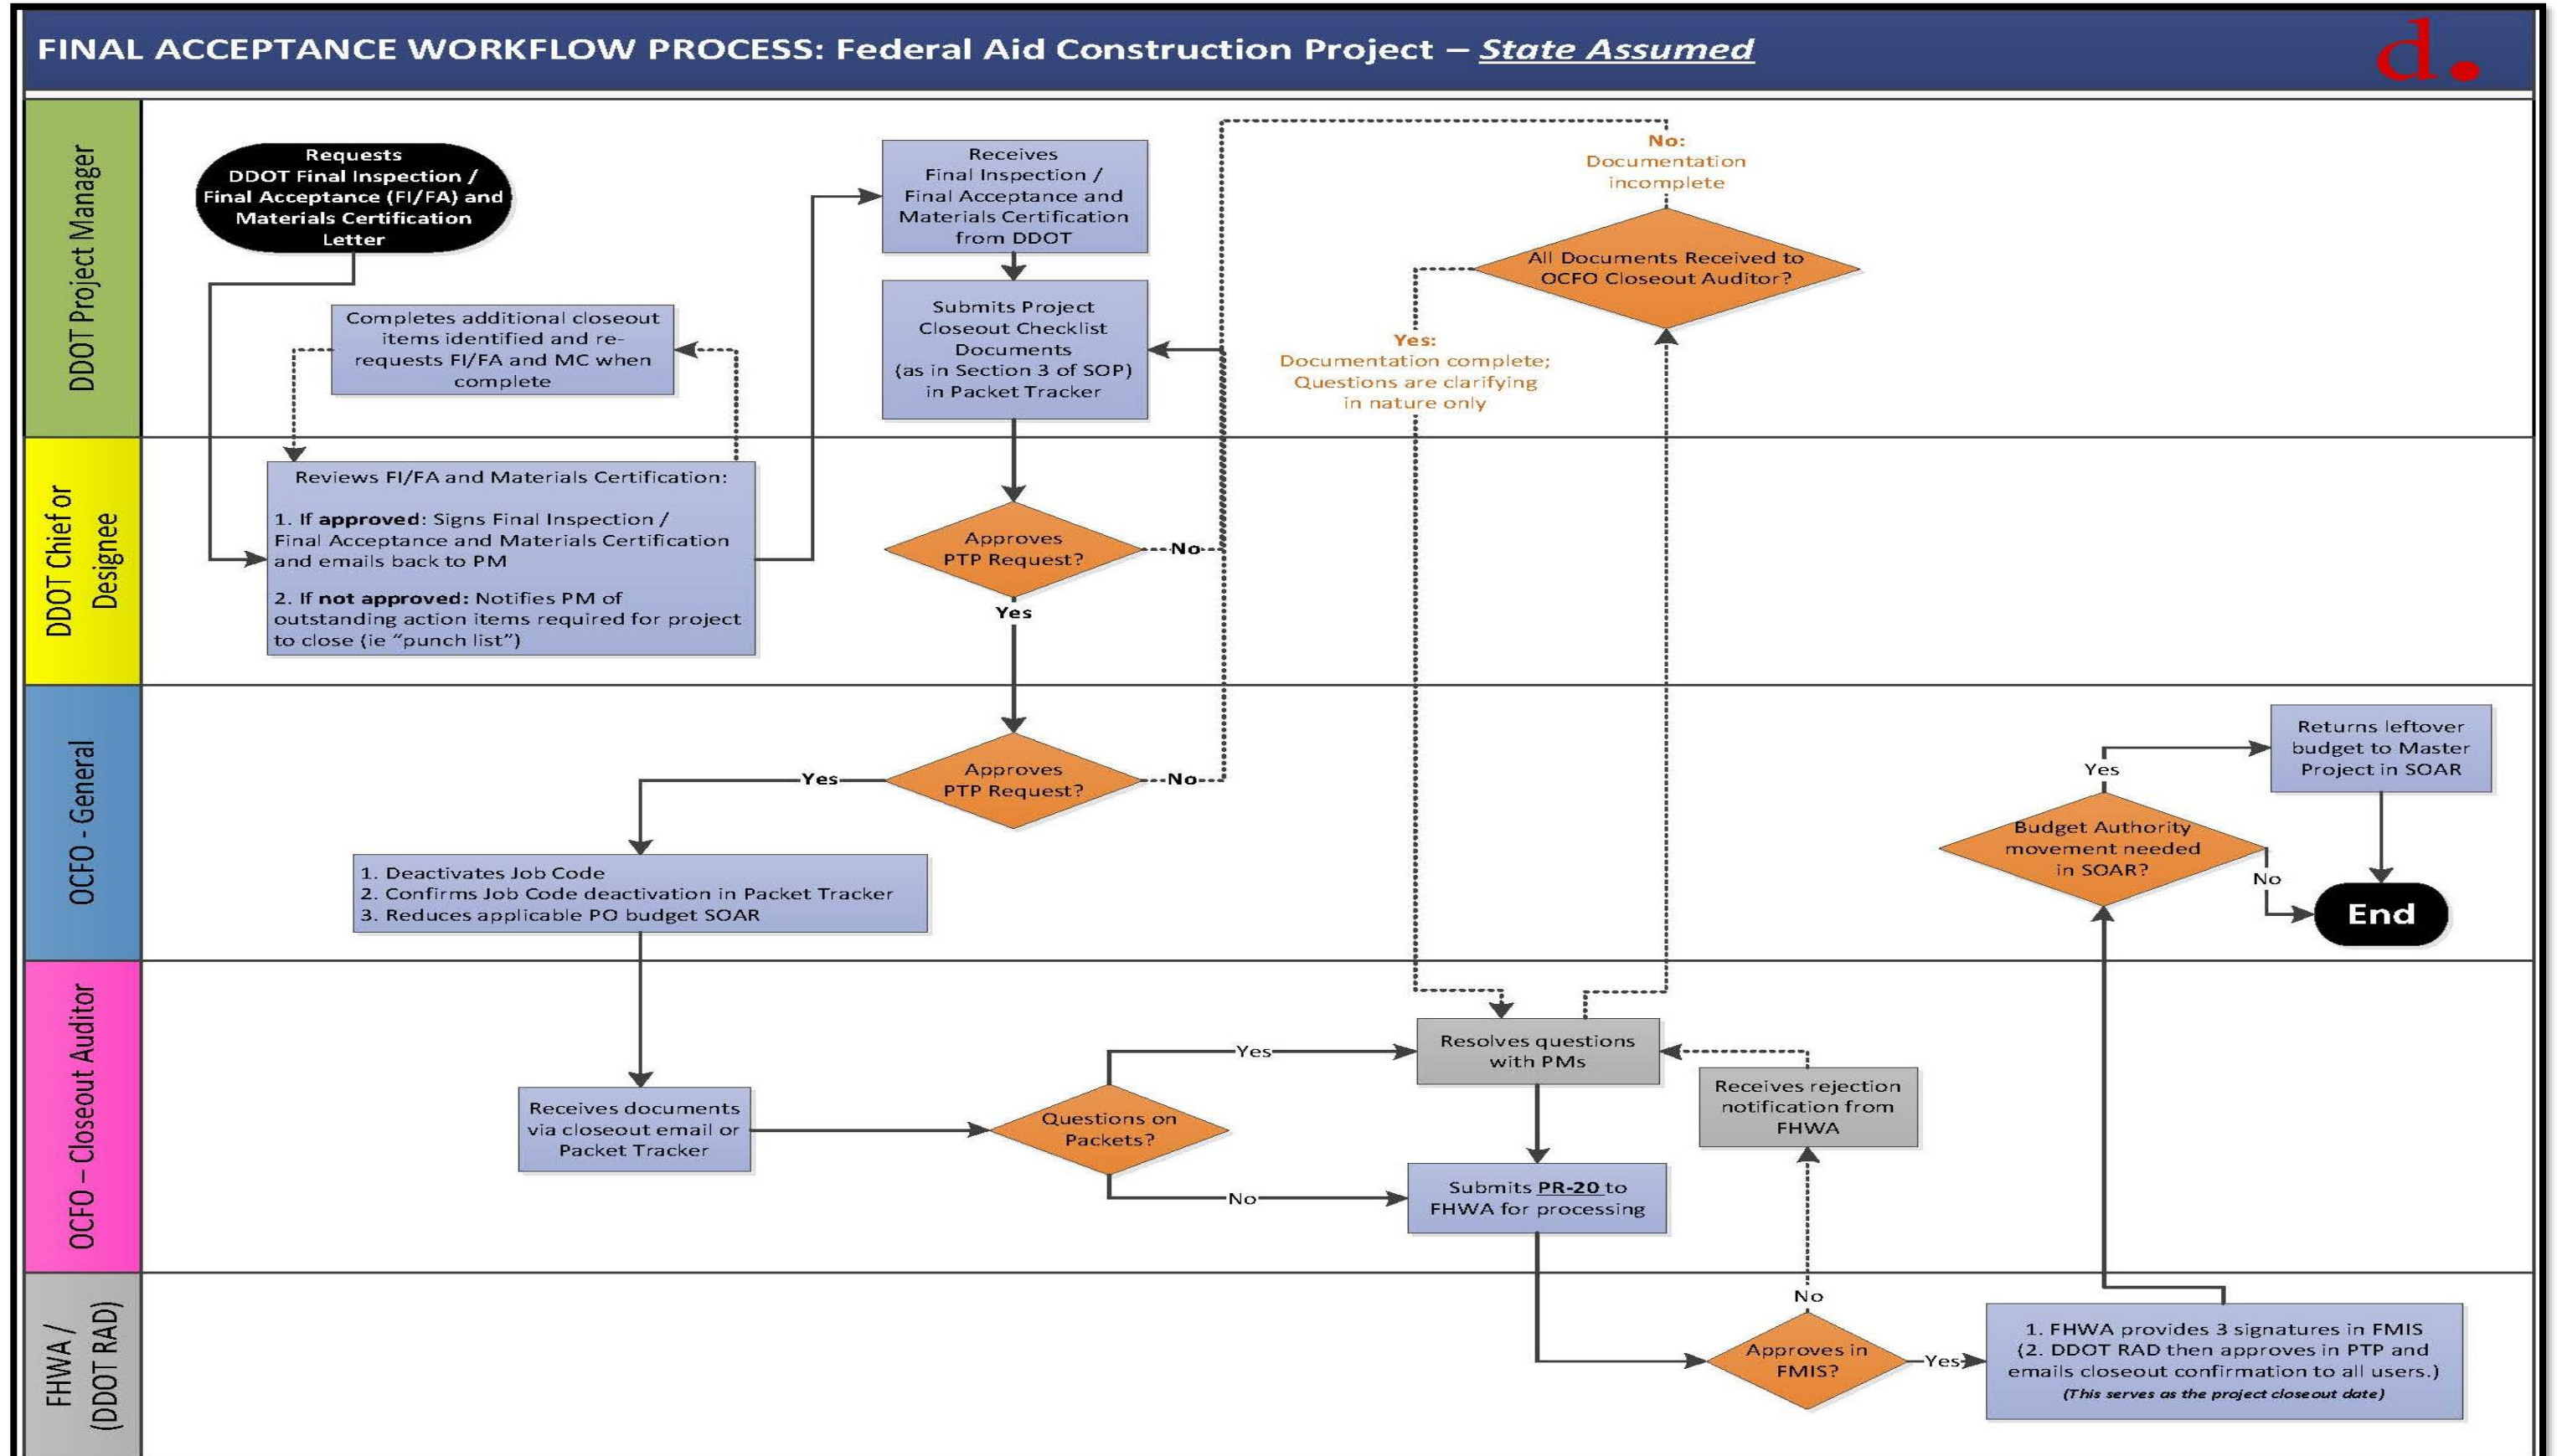 FINAL ACCEPTANCE WORKFLOW PROCESS: Federal Aid Construction Project – State Assumed
d.
DDOT Project Manager
Requests
DDOT Final Inspection /
Final Acceptance (FI/FA) and
Materials Certification
Letter
Completes additional closeout
items identified and re-
requests FI/FA and MC when
complete
Receives
Final Inspection /
Final Acceptance and
Materials Certification
from DDOT
Submits Project
Closeout Checklist
Documents
(as in Section 3 of SOP)
in Packet Tracker
No:
Documentation
incomplete
All Documents Received to
OCFO Closeout Auditor?
Yes:
Documentation complete;
Questions are clarifying
in nature only
DDOT Chief or
Designee
Reviews FI/FA and Materials Certification:
1. If approved: Signs Final Inspection /
Final Acceptance and Materials Certification
and emails back to PM
2. If not approved: Notifies PM of
outstanding action items required for project
to close (ie “punch list”)
Approves
PTP Request?
No
Yes
OCFO - General
Approves
PTP Request?
Yes
No
1. Deactivates Job Code
2. Confirms Job Code deactivation in Packet Tracker
3. Reduces applicable PO budget SOAR
Budget Authority
movement needed
in SOAR?
Yes
No
Returns leftover
budget to Master
Project in SOAR
End
OCFO – Closeout Auditor
Receives documents
via closeout email or
Packet Tracker
Questions on
Packets?
Yes
No
Resolves questions
with PMs
Submits PR-20 to
FHWA for processing
Receives rejection
notification from
FHWA
FHWA /
(DDOT RAD)
No
Approves in
FMIS?
Yes
1. FHWA provides 3 signatures in FMIS
(2. DDOT RAD then approves in PTP and
emails closeout confirmation to all users.)
(This serves as the project closeout date)